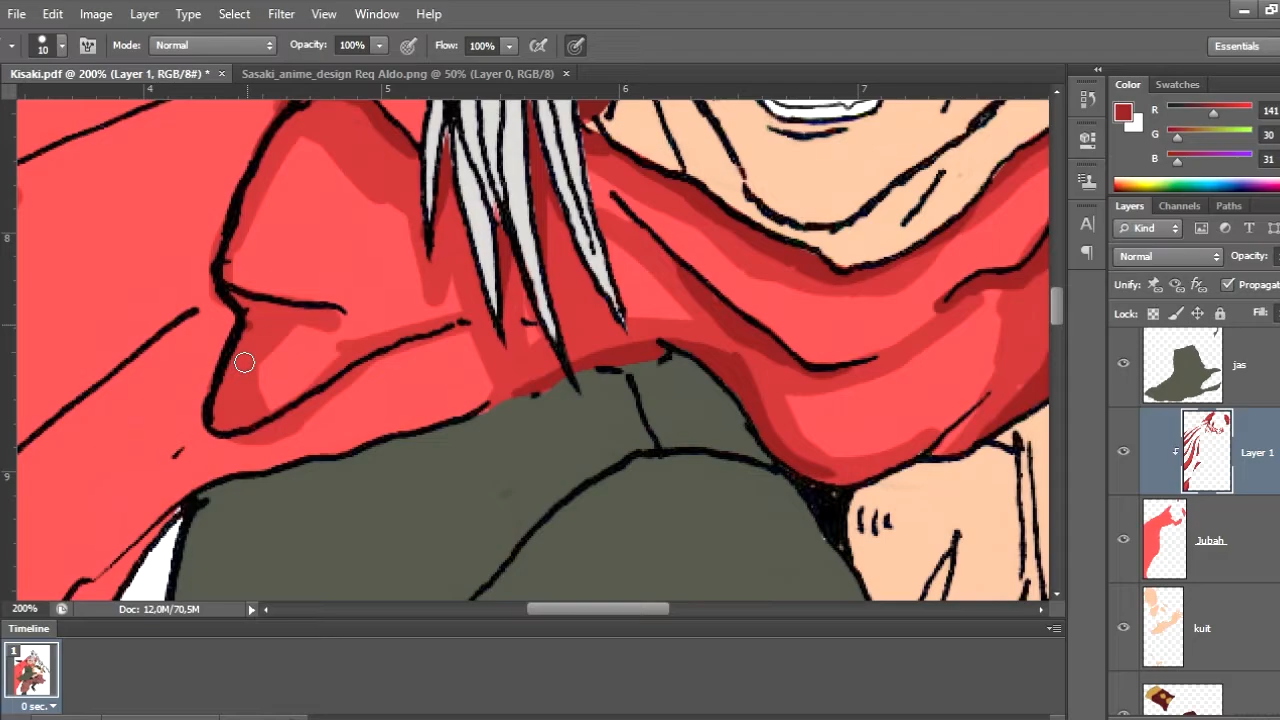 File Edit Image Layer Type Select Filter View Window Help
10 Mode: Normal Opacity: 100% Flow: 100% Essentials
Kisaki.pdf @ 200% (Layer 1, RGB/8#) * × Sasaki_anime_design Req Aldo.png @ 50% (Layer 0, RGB/8) ×
4 5 6 7
8
9
Color Swatches
R 141
G 30
B 31
Layers Channels Paths
Kind
Normal Opacity:
Unify: Propagat
Lock: Fill:
jas
Layer 1
Jubah
kuit
200% Doc: 12,0M/70,5M
Timeline
1
0 sec.